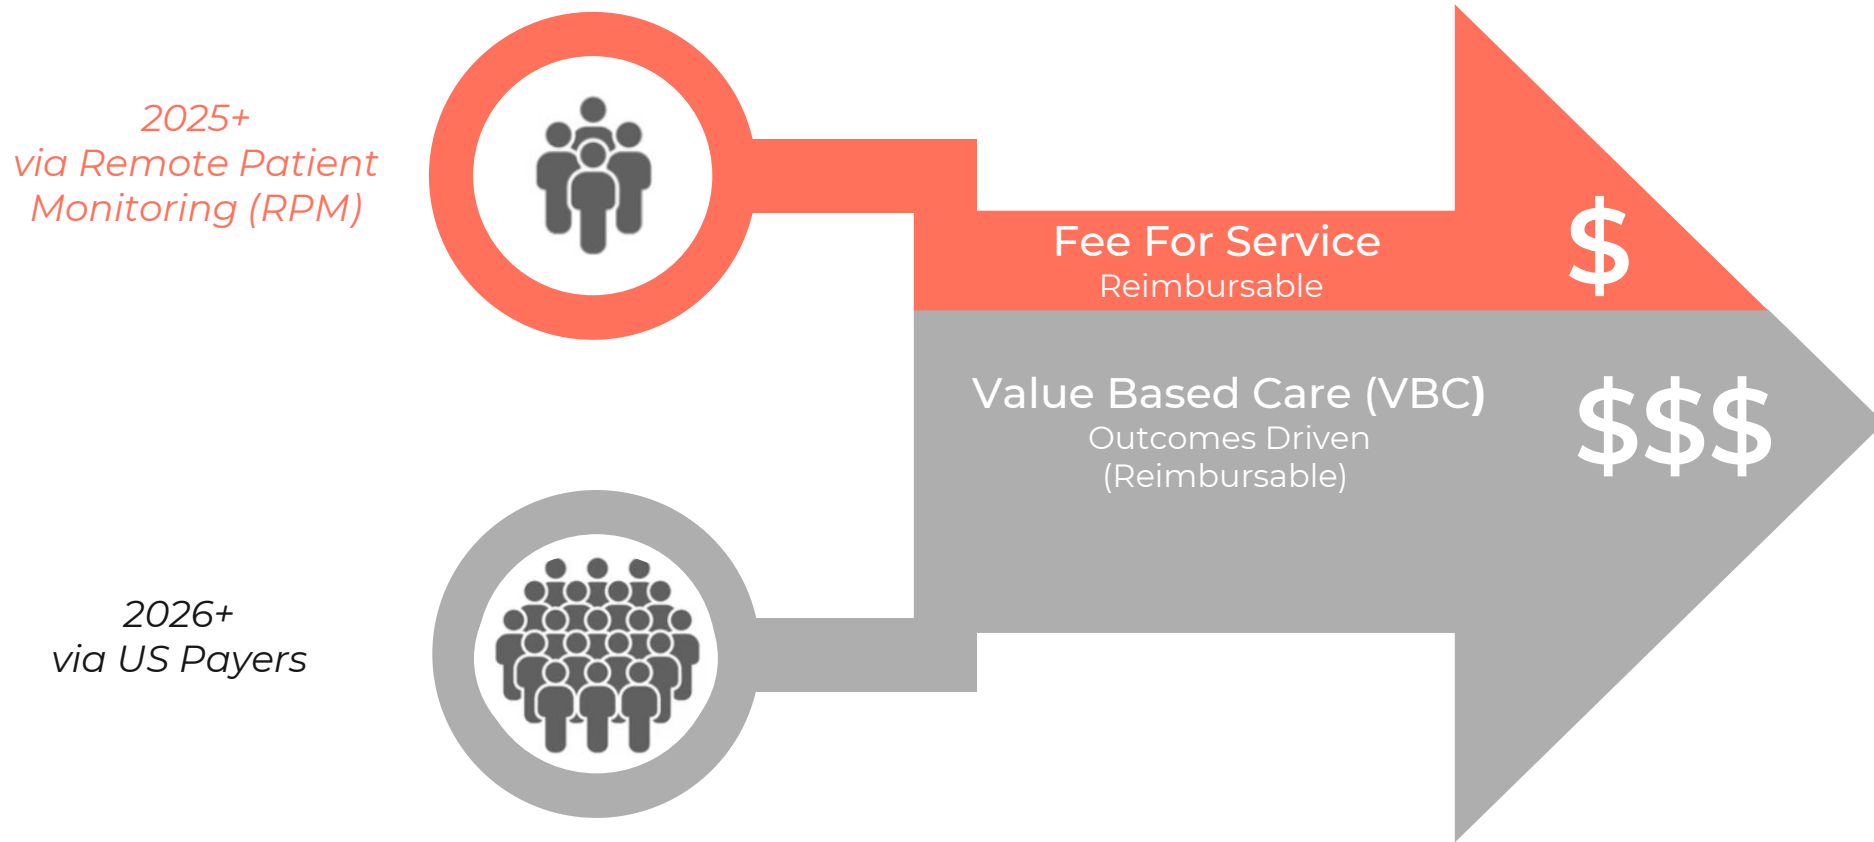 2025+
via Remote Patient
Monitoring (RPM)
Fee For Service
Reimbursable
$
Value Based Care (VBC)
Outcomes Driven
(Reimbursable)
$$$
2026+
via US Payers